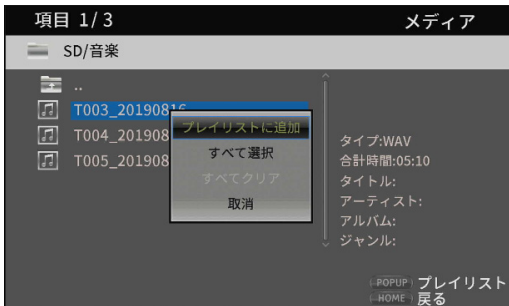 項目 1/3
メディア
SD/音楽
..
T003_20190816
T004_201908
T005_201908
プレイリストに追加
すべて選択
すべてクリア
取消
タイプ:WAV
合計時間:05:10
タイトル:
アーティスト:
アルバム:
ジャンル:
POPUP プレイリスト
HOME 戻る